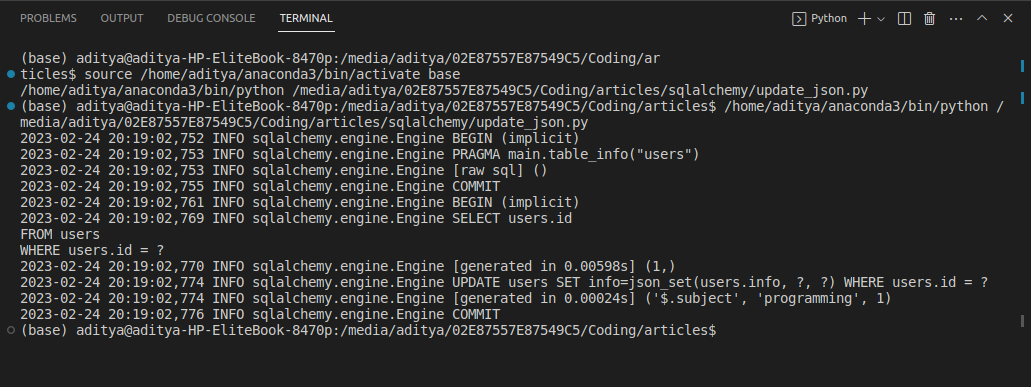 PROBLEMS OUTPUT DEBUG CONSOLE TERMINAL Python
(base) aditya@aditya-HP-EliteBook-8470p:/media/aditya/02E87557E87549C5/Coding/ar
ticles$ source /home/aditya/anaconda3/bin/activate base
/home/aditya/anaconda3/bin/python /media/aditya/02E87557E87549C5/Coding/articles/sqlalchemy/update_json.py
(base) aditya@aditya-HP-EliteBook-8470p:/media/aditya/02E87557E87549C5/Coding/articles$ /home/aditya/anaconda3/bin/python /
media/aditya/02E87557E87549C5/Coding/articles/sqlalchemy/update_json.py
2023-02-24 20:19:02,752 INFO sqlalchemy.engine.Engine BEGIN (implicit)
2023-02-24 20:19:02,753 INFO sqlalchemy.engine.Engine PRAGMA main.table_info("users")
2023-02-24 20:19:02,753 INFO sqlalchemy.engine.Engine [raw sql] ()
2023-02-24 20:19:02,755 INFO sqlalchemy.engine.Engine COMMIT
2023-02-24 20:19:02,761 INFO sqlalchemy.engine.Engine BEGIN (implicit)
2023-02-24 20:19:02,769 INFO sqlalchemy.engine.Engine SELECT users.id
FROM users
WHERE users.id = ?
2023-02-24 20:19:02,770 INFO sqlalchemy.engine.Engine [generated in 0.00598s] (1,)
2023-02-24 20:19:02,774 INFO sqlalchemy.engine.Engine UPDATE users SET info=json_set(users.info, ?, ?) WHERE users.id = ?
2023-02-24 20:19:02,774 INFO sqlalchemy.engine.Engine [generated in 0.00024s] ('$.subject', 'programming', 1)
2023-02-24 20:19:02,776 INFO sqlalchemy.engine.Engine COMMIT
(base) aditya@aditya-HP-EliteBook-8470p:/media/aditya/02E87557E87549C5/Coding/articles$